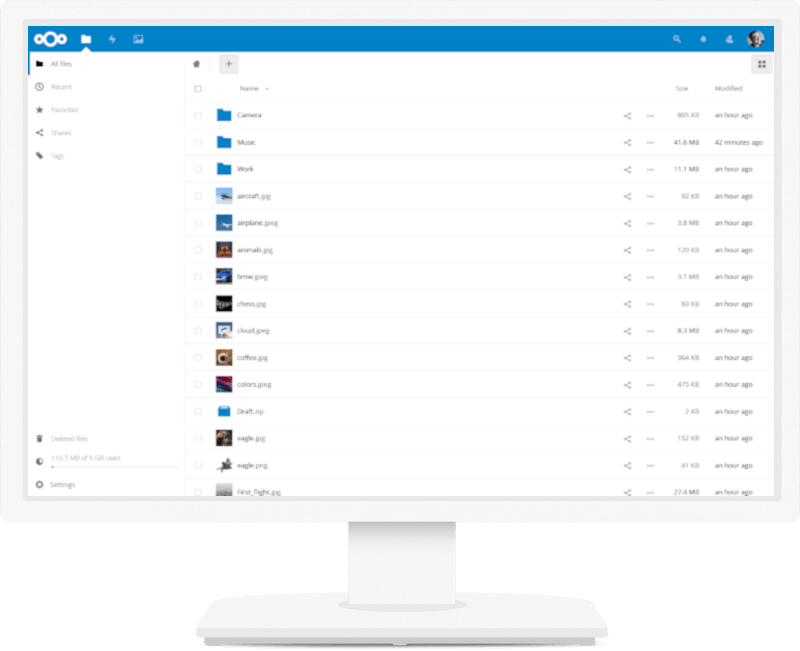 All files
Recent
Favorites
Shares
Tags
Deleted files
110.7 MB of 5 GB used
Settings
Name Size Modified
Camera 805 KB an hour ago
Music 41.6 MB 42 minutes ago
Work 11.1 MB an hour ago
aircraft.jpg 92 KB an hour ago
airplane.jpeg 3.8 MB an hour ago
animals.jpg 120 KB an hour ago
bmw.jpeg 3.1 MB an hour ago
chess.jpg 60 KB an hour ago
cloud.jpeg 8.3 MB an hour ago
coffee.jpg 364 KB an hour ago
colors.jpeg 475 KB an hour ago
Draft.zip 2 KB an hour ago
eagle.jpg 152 KB an hour ago
eagle.png 41 KB an hour ago
First_flight.jpg 27.4 MB an hour ago